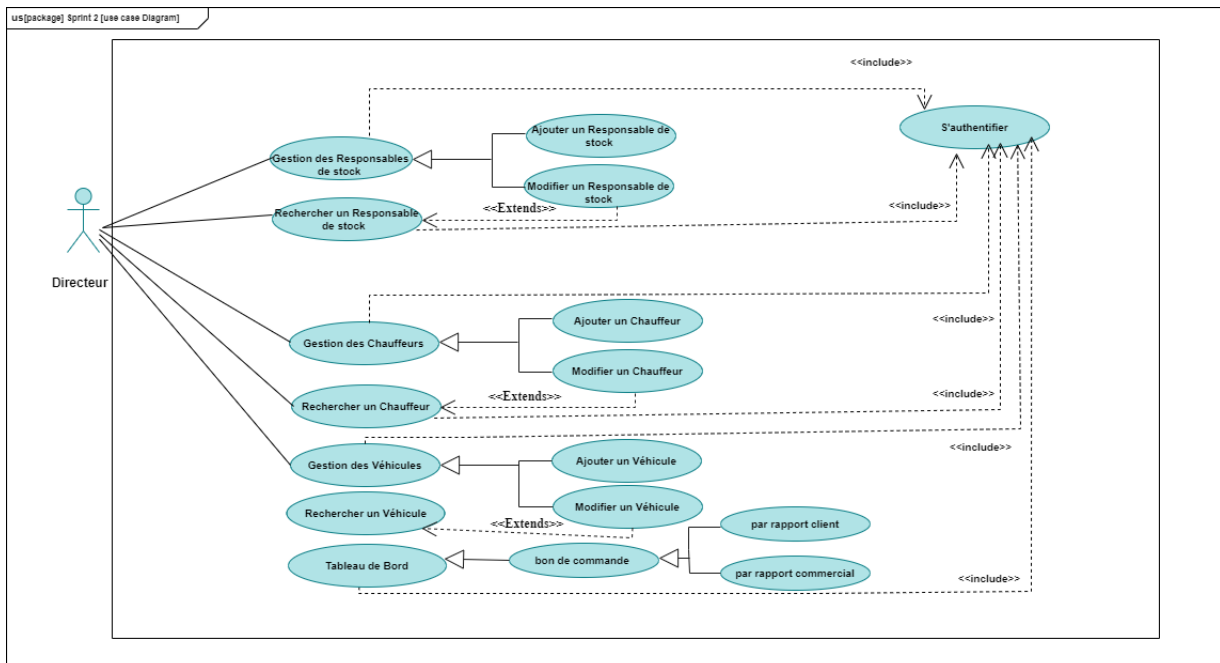 us[package] Sprint 2 [use case Diagram]
<<include>>
S'authentifier
Ajouter un Responsable de
stock
Gestion des Responsables
de stock
Modifier un Responsable de
stock
<<Extends>>
<<include>>
Rechercher un Responsable
de stock
Directeur
Ajouter un Chauffeur
<<include>>
Gestion des Chauffeurs
Modifier un Chauffeur
<<Extends>>
<<include>>
Rechercher un Chauffeur
<<include>>
Ajouter un Véhicule
Gestion des Véhicules
Modifier un Véhicule
Rechercher un Véhicule
<<Extends>>
par rapport client
bon de commande
Tableau de Bord
par rapport commercial
<<include>>